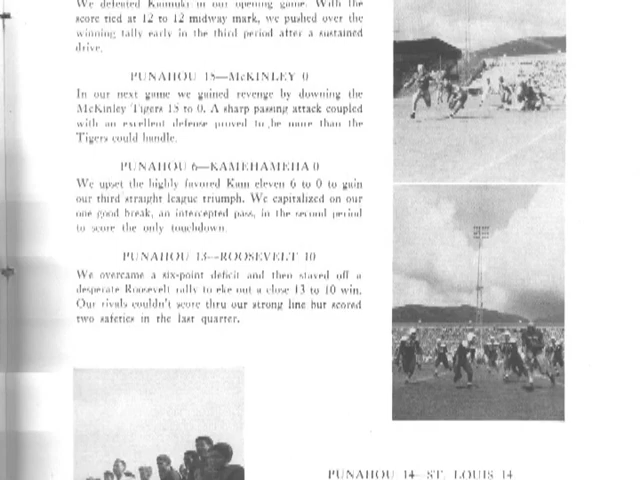 We defeated Kaimuki in our opening game. With the
score tied at 12 to 12 midway mark, we pushed over the
winning tally early in the third period after a sustained
drive.
PUNAHOU 15—McKINLEY 0
In our next game we gained revenge by downing the
McKinley Tigers 15 to 0. A sharp passing attack coupled
with an excellent defense proved to be more than the
Tigers could handle.
PUNAHOU 6—KAMEHAMEHA 0
We upset the highly favored Kam eleven 6 to 0 to gain
our third straight league triumph. We capitalized on our
one good break, an intercepted pass, in the second period
to score the only touchdown.
PUNAHOU 13—ROOSEVELT 10
We overcame a six-point deficit and then staved off a
desperate Roosevelt rally to eke out a close 13 to 10 win.
Our rivals couldn't score thru our strong line but scored
two safeties in the last quarter.
PUNAHOU 14—ST. LOUIS 14